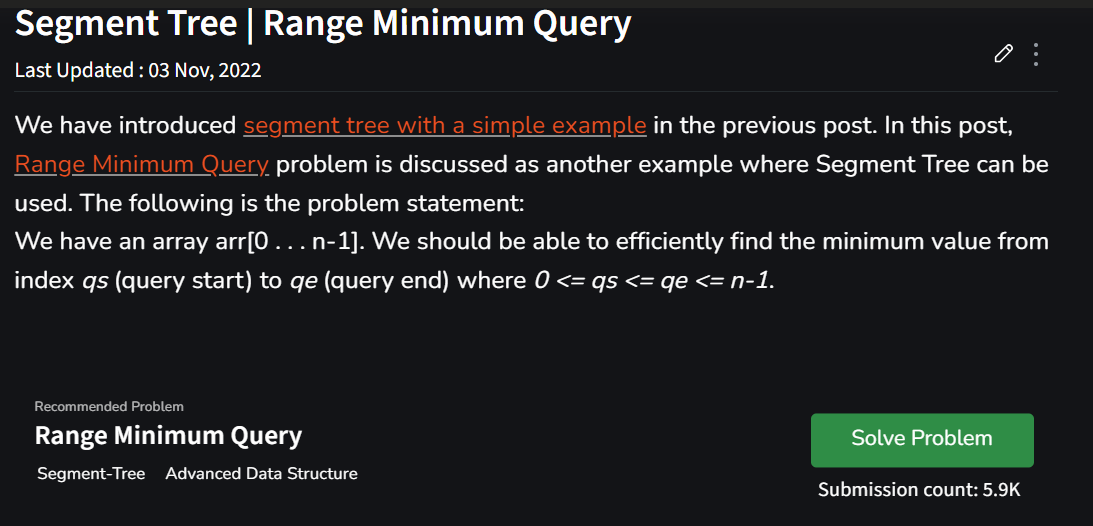 Segment Tree | Range Minimum Query
Last Updated : 03 Nov, 2022
We have introduced segment tree with a simple example in the previous post. In this post,
Range Minimum Query problem is discussed as another example where Segment Tree can be
used. The following is the problem statement:
We have an array arr[0 . . . n-1]. We should be able to efficiently find the minimum value from
index qs (query start) to qe (query end) where 0 <= qs <= qe <= n-1.
Recommended Problem
Range Minimum Query
Segment-Tree Advanced Data Structure
Solve Problem
Submission count: 5.9K